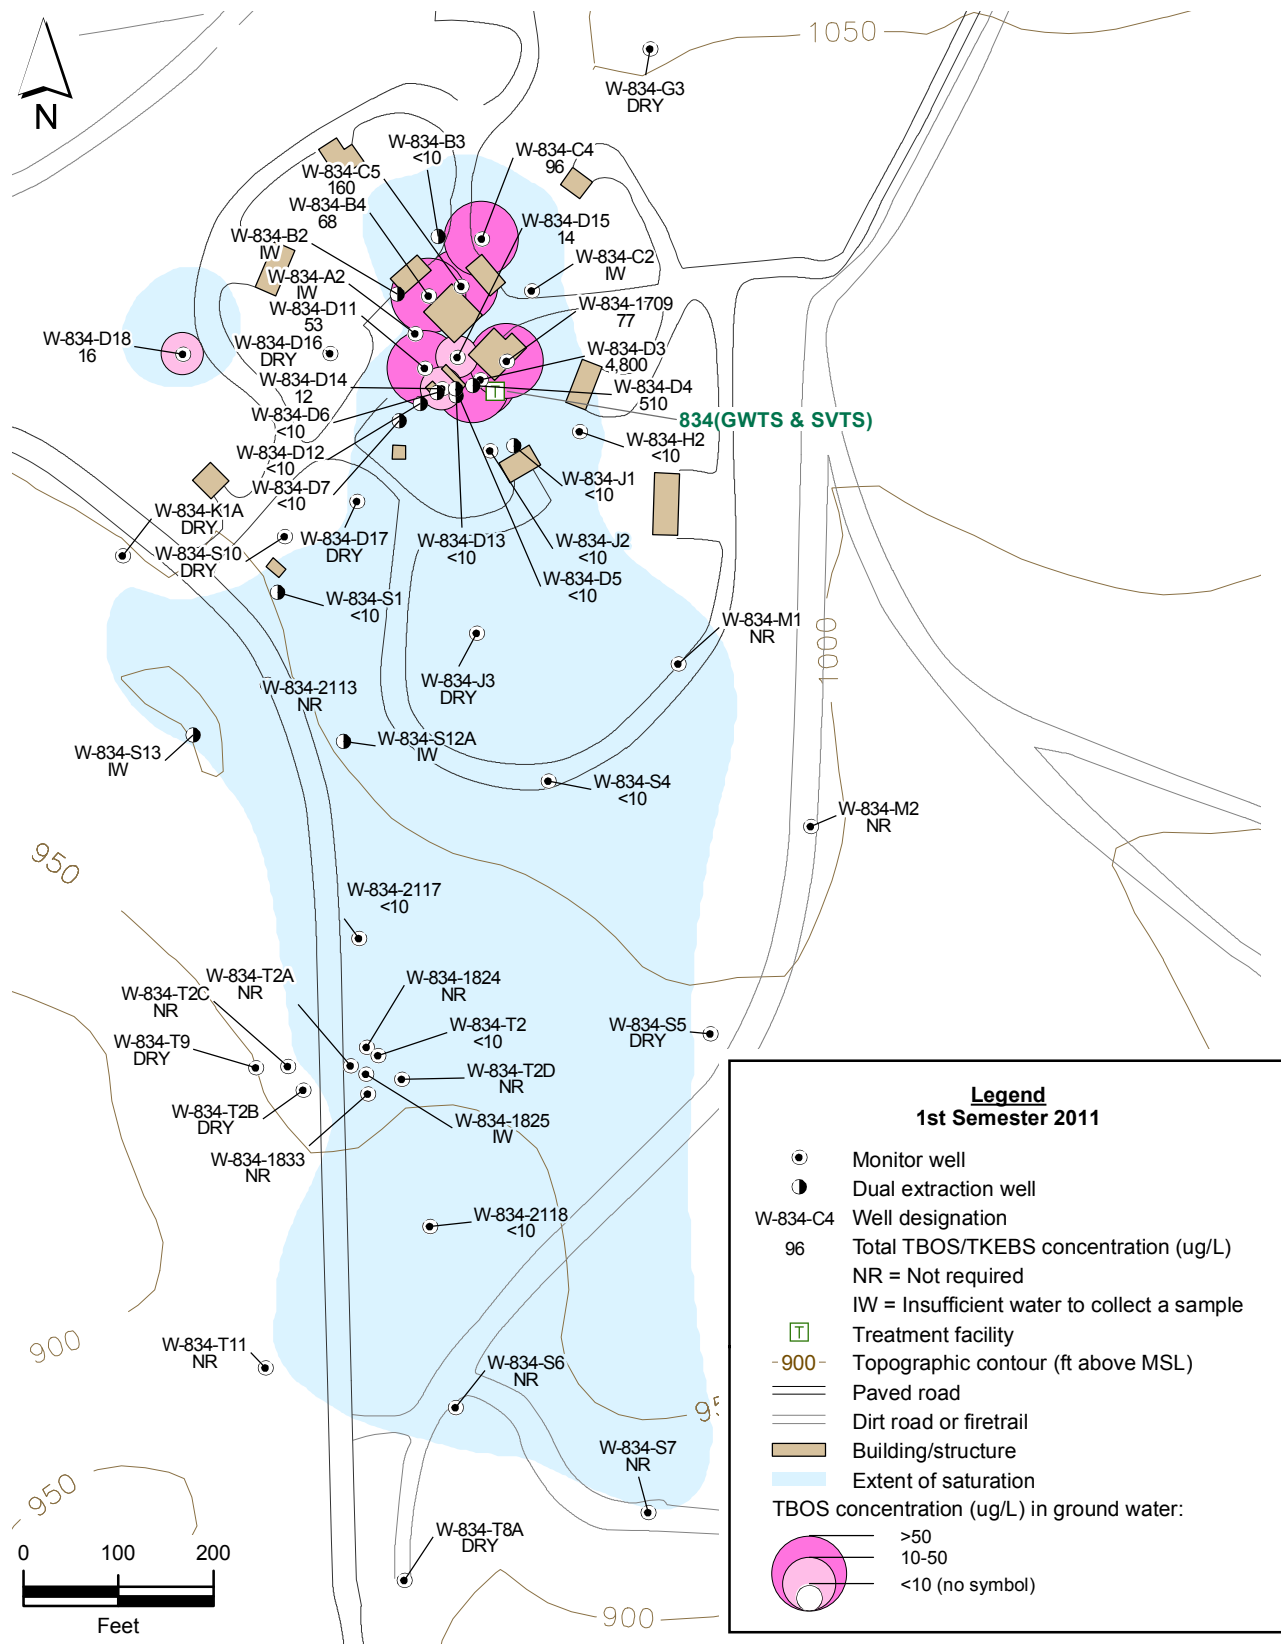 1050
W-834-G3
DRY
N
W-834-B3
<10
W-834-C4
96
W-834-C5
160
W-834-B4
68
W-834-D15
14
W-834-B2
IW
W-834-C2
IW
W-834-A2
IW
W-834-1709
77
W-834-D11
53
W-834-D18
16
W-834-D16
DRY
W-834-D3
4,800
W-834-D14
12
W-834-D4
510
W-834-D6
<10
T
834(GWTS & SVTS)
W-834-H2
<10
W-834-D12
<10
W-834-J1
<10
W-834-D7
<10
W-834-K1A
DRY
W-834-S10
DRY
W-834-D17
DRY
W-834-D13
<10
W-834-J2
<10
W-834-D5
<10
W-834-S1
<10
W-834-M1
NR
1000
W-834-J3
DRY
W-834-2113
NR
W-834-S13
IW
W-834-S12A
IW
W-834-S4
<10
W-834-M2
NR
950
W-834-2117
<10
W-834-T2A
NR
W-834-1824
NR
W-834-T2C
NR
W-834-T2
<10
W-834-S5
DRY
W-834-T9
DRY
W-834-T2D
NR
W-834-T2B
DRY
W-834-1825
IW
W-834-1833
NR
W-834-2118
<10
900
W-834-T11
NR
W-834-S6
NR
95
W-834-S7
NR
950
W-834-T8A
DRY
900
0 100 200
Feet
Legend
1st Semester 2011
Monitor well
Dual extraction well
W-834-C4 Well designation
96 Total TBOS/TKEBS concentration (ug/L)
NR = Not required
IW = Insufficient water to collect a sample
T Treatment facility
900 Topographic contour (ft above MSL)
Paved road
Dirt road or firetrail
Building/structure
Extent of saturation
TBOS concentration (ug/L) in ground water:
>50
10-50
<10 (no symbol)